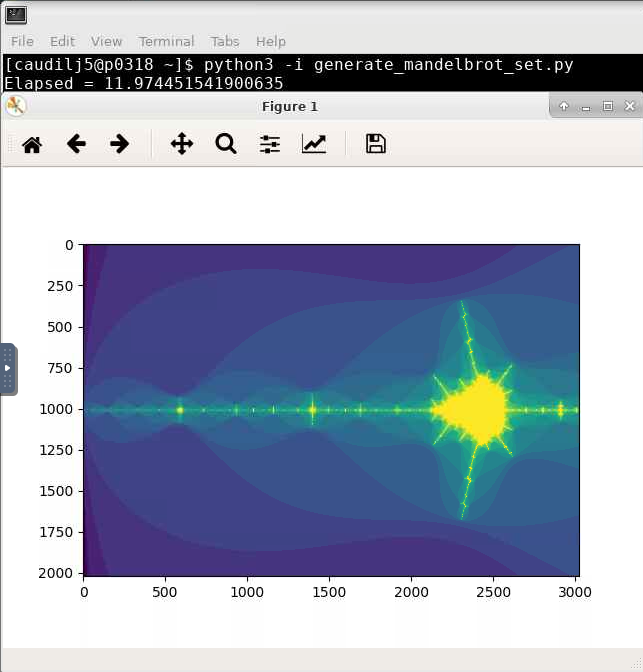 File Edit View Terminal Tabs Help
[caudilj5@p0318 ~]$ python3 -i generate_mandelbrot_set.py
Elapsed = 11.974451541900635
Figure 1
0
250
500
750
1000
1250
1500
1750
2000
0 500 1000 1500 2000 2500 3000